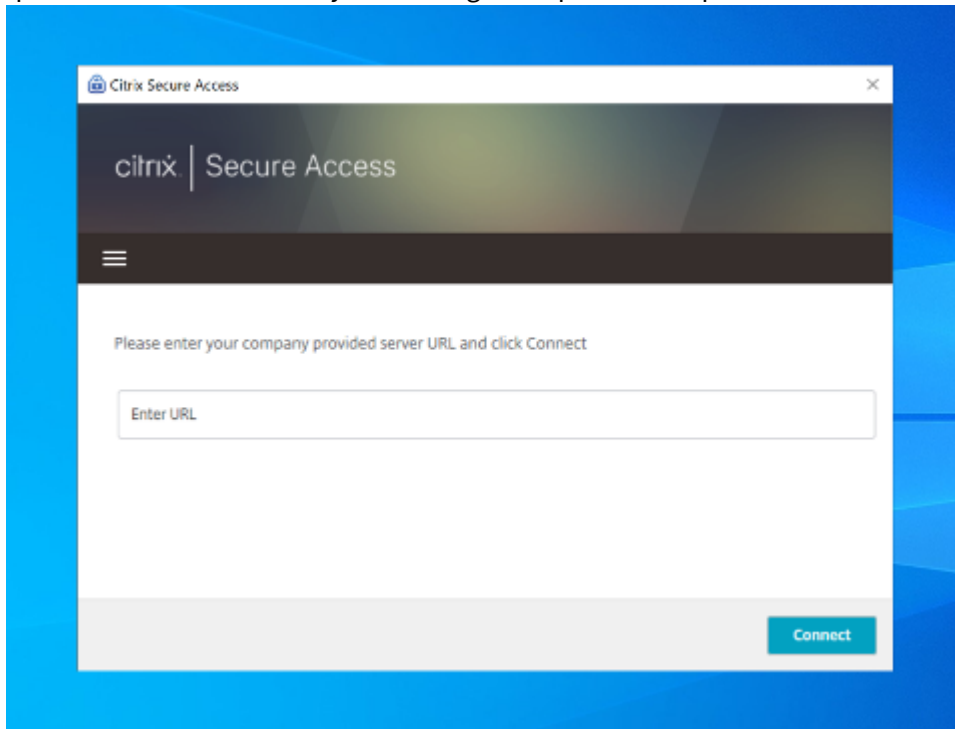 Citrix Secure Access
citrix. | Secure Access
Please enter your company provided server URL and click Connect
Enter URL
Connect